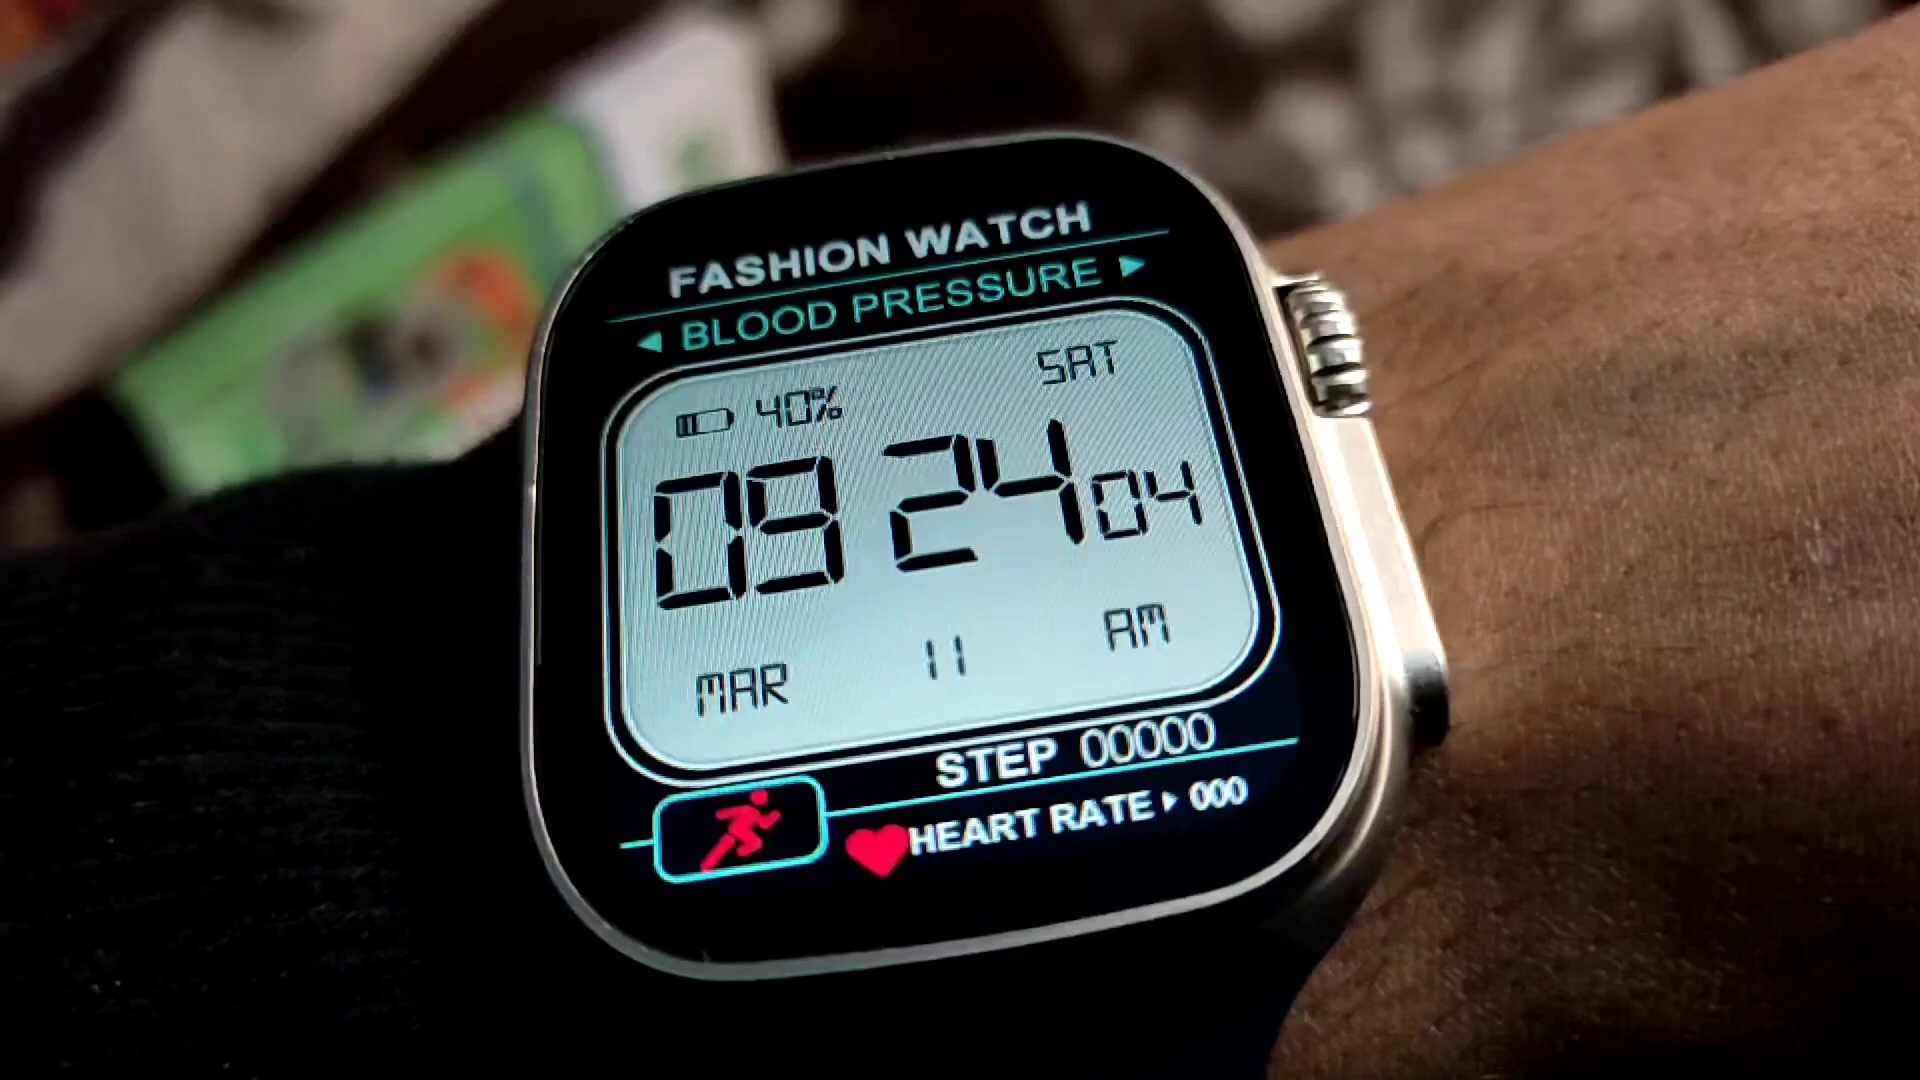 FASHION WATCH
◀ BLOOD PRESSURE ▶
40% SAT
09 24 04
MAR 11 AM
STEP 00000
HEART RATE ▸ 000